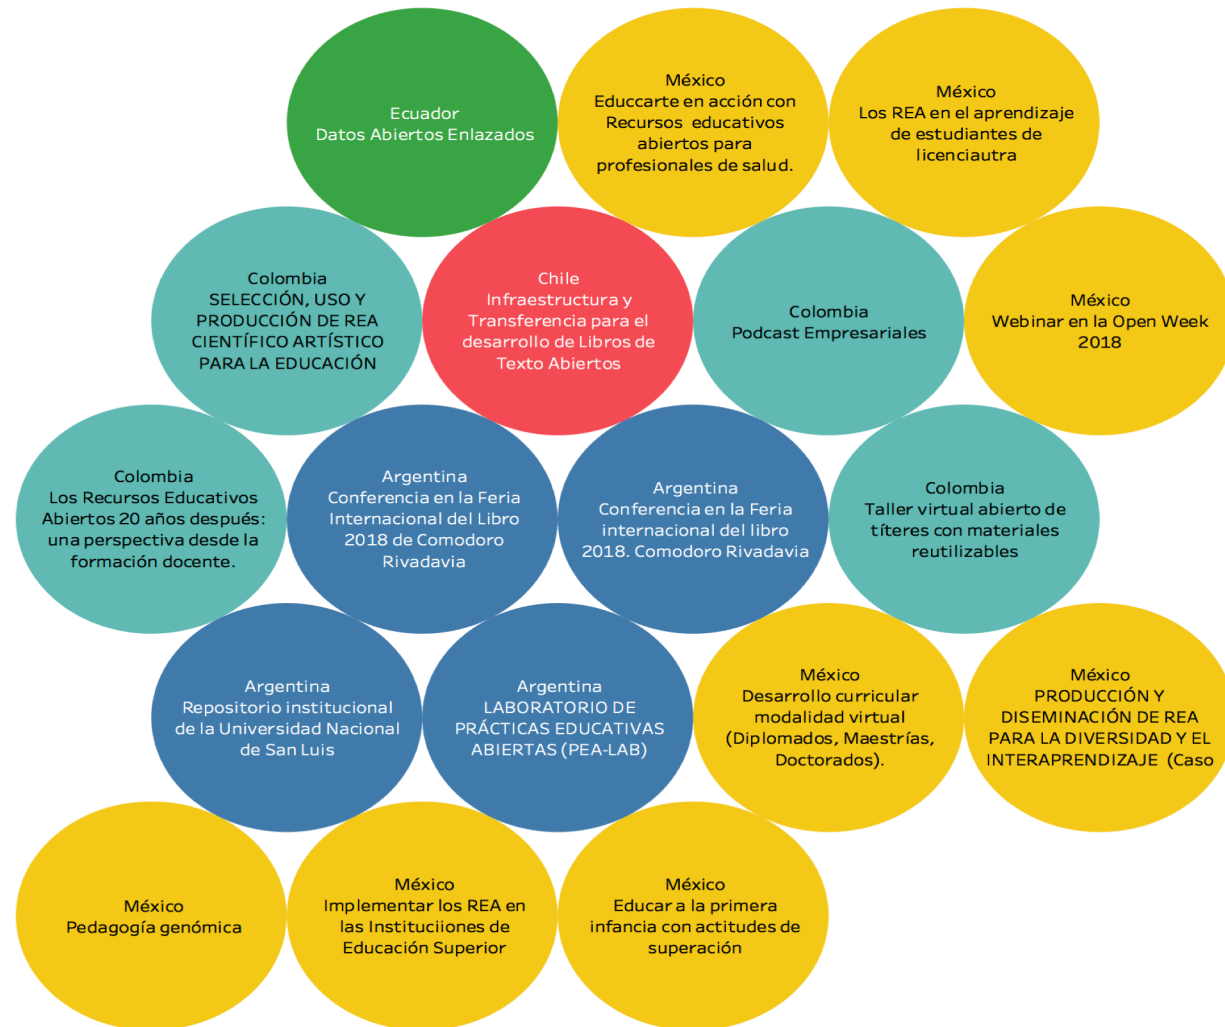 Ecuador
Datos Abiertos Enlazados
México
Educcarte en acción con
Recursos educativos
abiertos para
profesionales de salud.
México
Los REA en el aprendizaje
de estudiantes de
licenciautra
Colombia
SELECCIÓN, USO Y
PRODUCCIÓN DE REA
CIENTÍFICO ARTÍSTICO
PARA LA EDUCACIÓN
Chile
Infraestructura y
Transferencia para el
desarrollo de Libros de
Texto Abiertos
Colombia
Podcast Empresariales
México
Webinar en la Open Week
2018
Colombia
Los Recursos Educativos
Abiertos 20 años después:
una perspectiva desde la
formación docente.
Argentina
Conferencia en la Feria
Internacional del Libro
2018 de Comodoro
Rivadavia
Argentina
Conferencia en la Feria
internacional del libro
2018. Comodoro Rivadavia
Colombia
Taller virtual abierto de
títeres con materiales
reutilizables
Argentina
Repositorio institucional
de la Universidad Nacional
de San Luis
Argentina
LABORATORIO DE
PRÁCTICAS EDUCATIVAS
ABIERTAS (PEA-LAB)
México
Desarrollo curricular
modalidad virtual
(Diplomados, Maestrías,
Doctorados).
México
PRODUCCIÓN Y
DISEMINACIÓN DE REA
PARA LA DIVERSIDAD Y EL
INTERAPRENDIZAJE (Caso
México
Pedagogía genómica
México
Implementar los REA en
las Instituciiones de
Educación Superior
México
Educar a la primera
infancia con actitudes de
superación